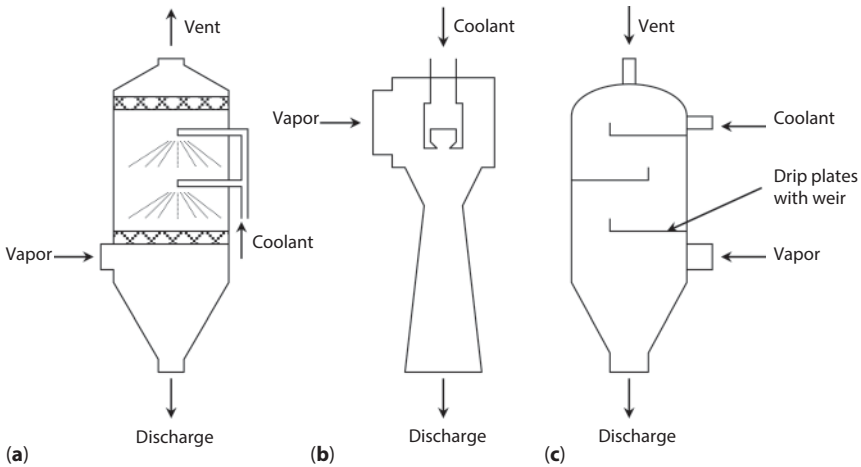 Vent
Coolant
Vapor
Discharge
(a)
Coolant
Vapor
Discharge
(b)
Vent
Coolant
Drip plates
with weir
Vapor
Discharge
(c)